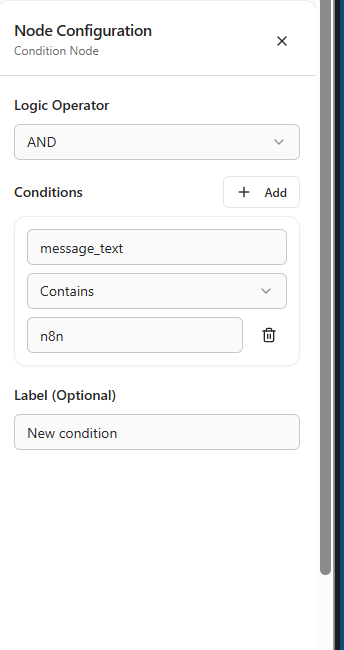 Node Configuration
Condition Node
Logic Operator
AND
Conditions
Add
message_text
Contains
n8n
Label (Optional)
New condition